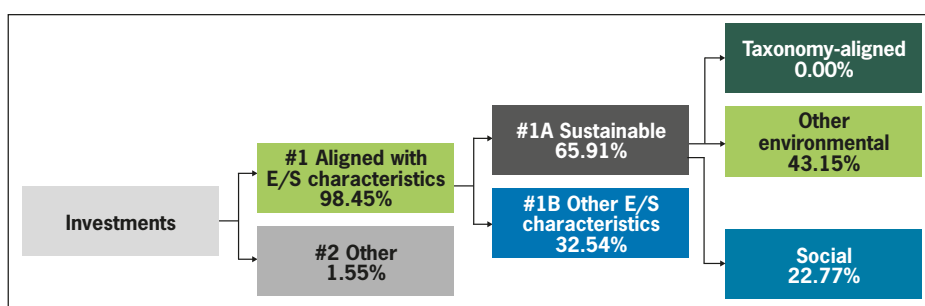 Investments
#1 Aligned with
E/S characteristics
98.45%
#2 Other
1.55%
#1A Sustainable
65.91%
#1B Other E/S
characteristics
32.54%
Taxonomy-aligned
0.00%
Other
environmental
43.15%
Social
22.77%